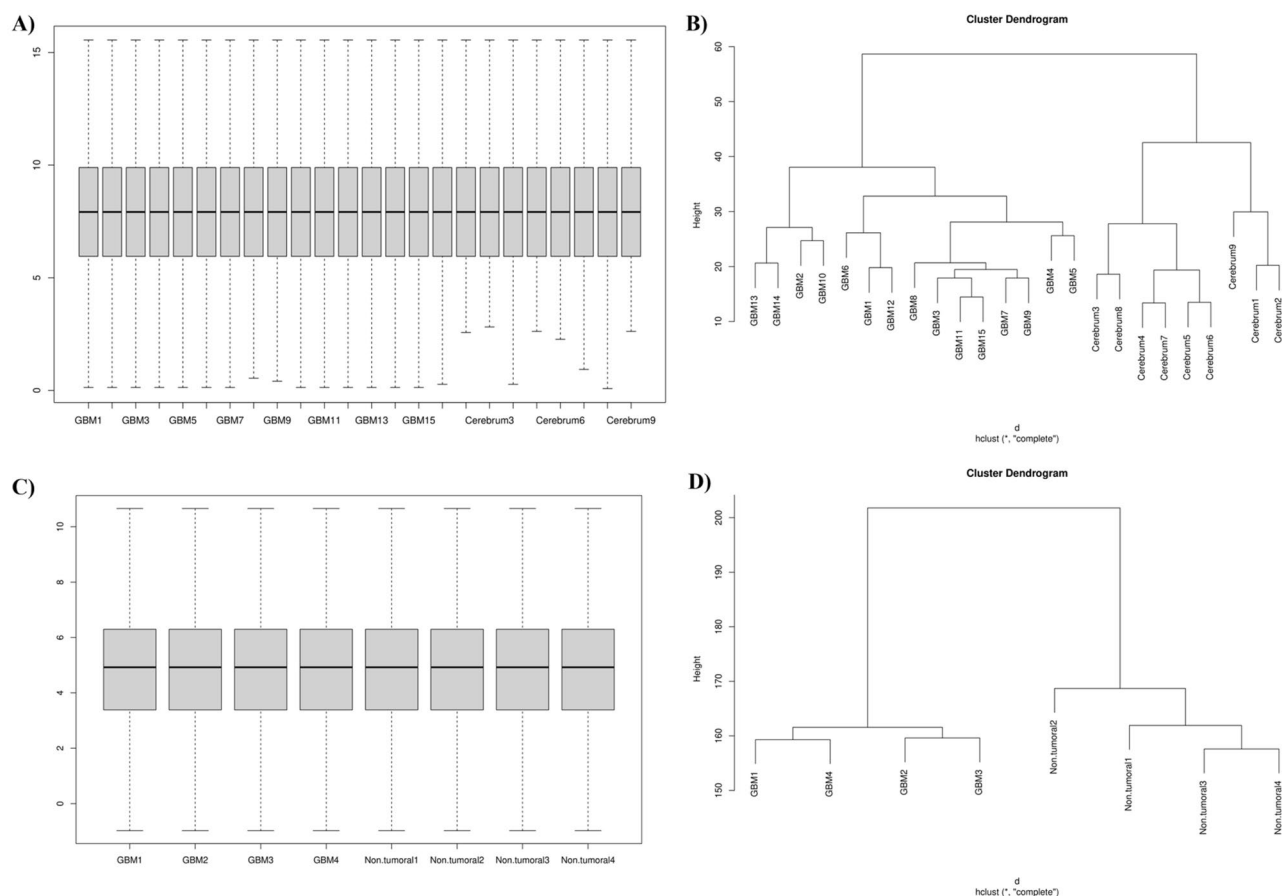 A)
15
10
5
0
GBM1 GBM3 GBM5 GBM7 GBM9 GBM11 GBM13 GBM15 Cerebrum3 Cerebrum6 Cerebrum9
B)
Cluster Dendrogram
Height
60
50
40
30
20
10
GBM13
GBM14
GBM2
GBM10
GBM6
GBM1
GBM12
GBM8
GBM3
GBM11
GBM15
GBM7
GBM9
GBM4
GBM5
Cerebrum3
Cerebrum8
Cerebrum4
Cerebrum7
Cerebrum5
Cerebrum6
Cerebrum9
Cerebrum1
Cerebrum2
d
hclust (*, "complete")
C)
10
8
6
4
2
0
GBM1 GBM2 GBM3 GBM4 Non.tumoral1 Non.tumoral2 Non.tumoral3 Non.tumoral4
D)
Cluster Dendrogram
Height
200
190
180
170
160
150
GBM1
GBM4
GBM2
GBM3
Non.tumoral2
Non.tumoral1
Non.tumoral3
Non.tumoral4
d
hclust (*, "complete")